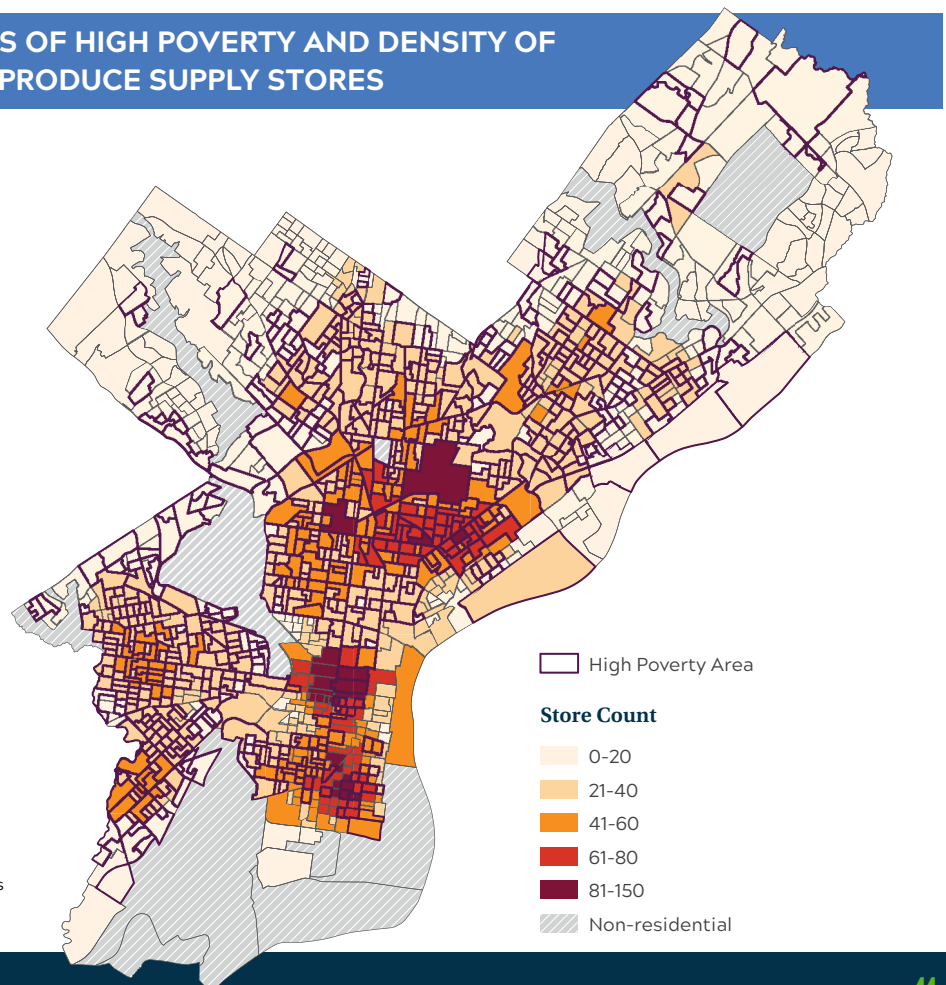 S OF HIGH POVERTY AND DENSITY OF
PRODUCE SUPPLY STORES
High Poverty Area
Store Count
0-20
21-40
41-60
61-80
81-150
s
Non-residential